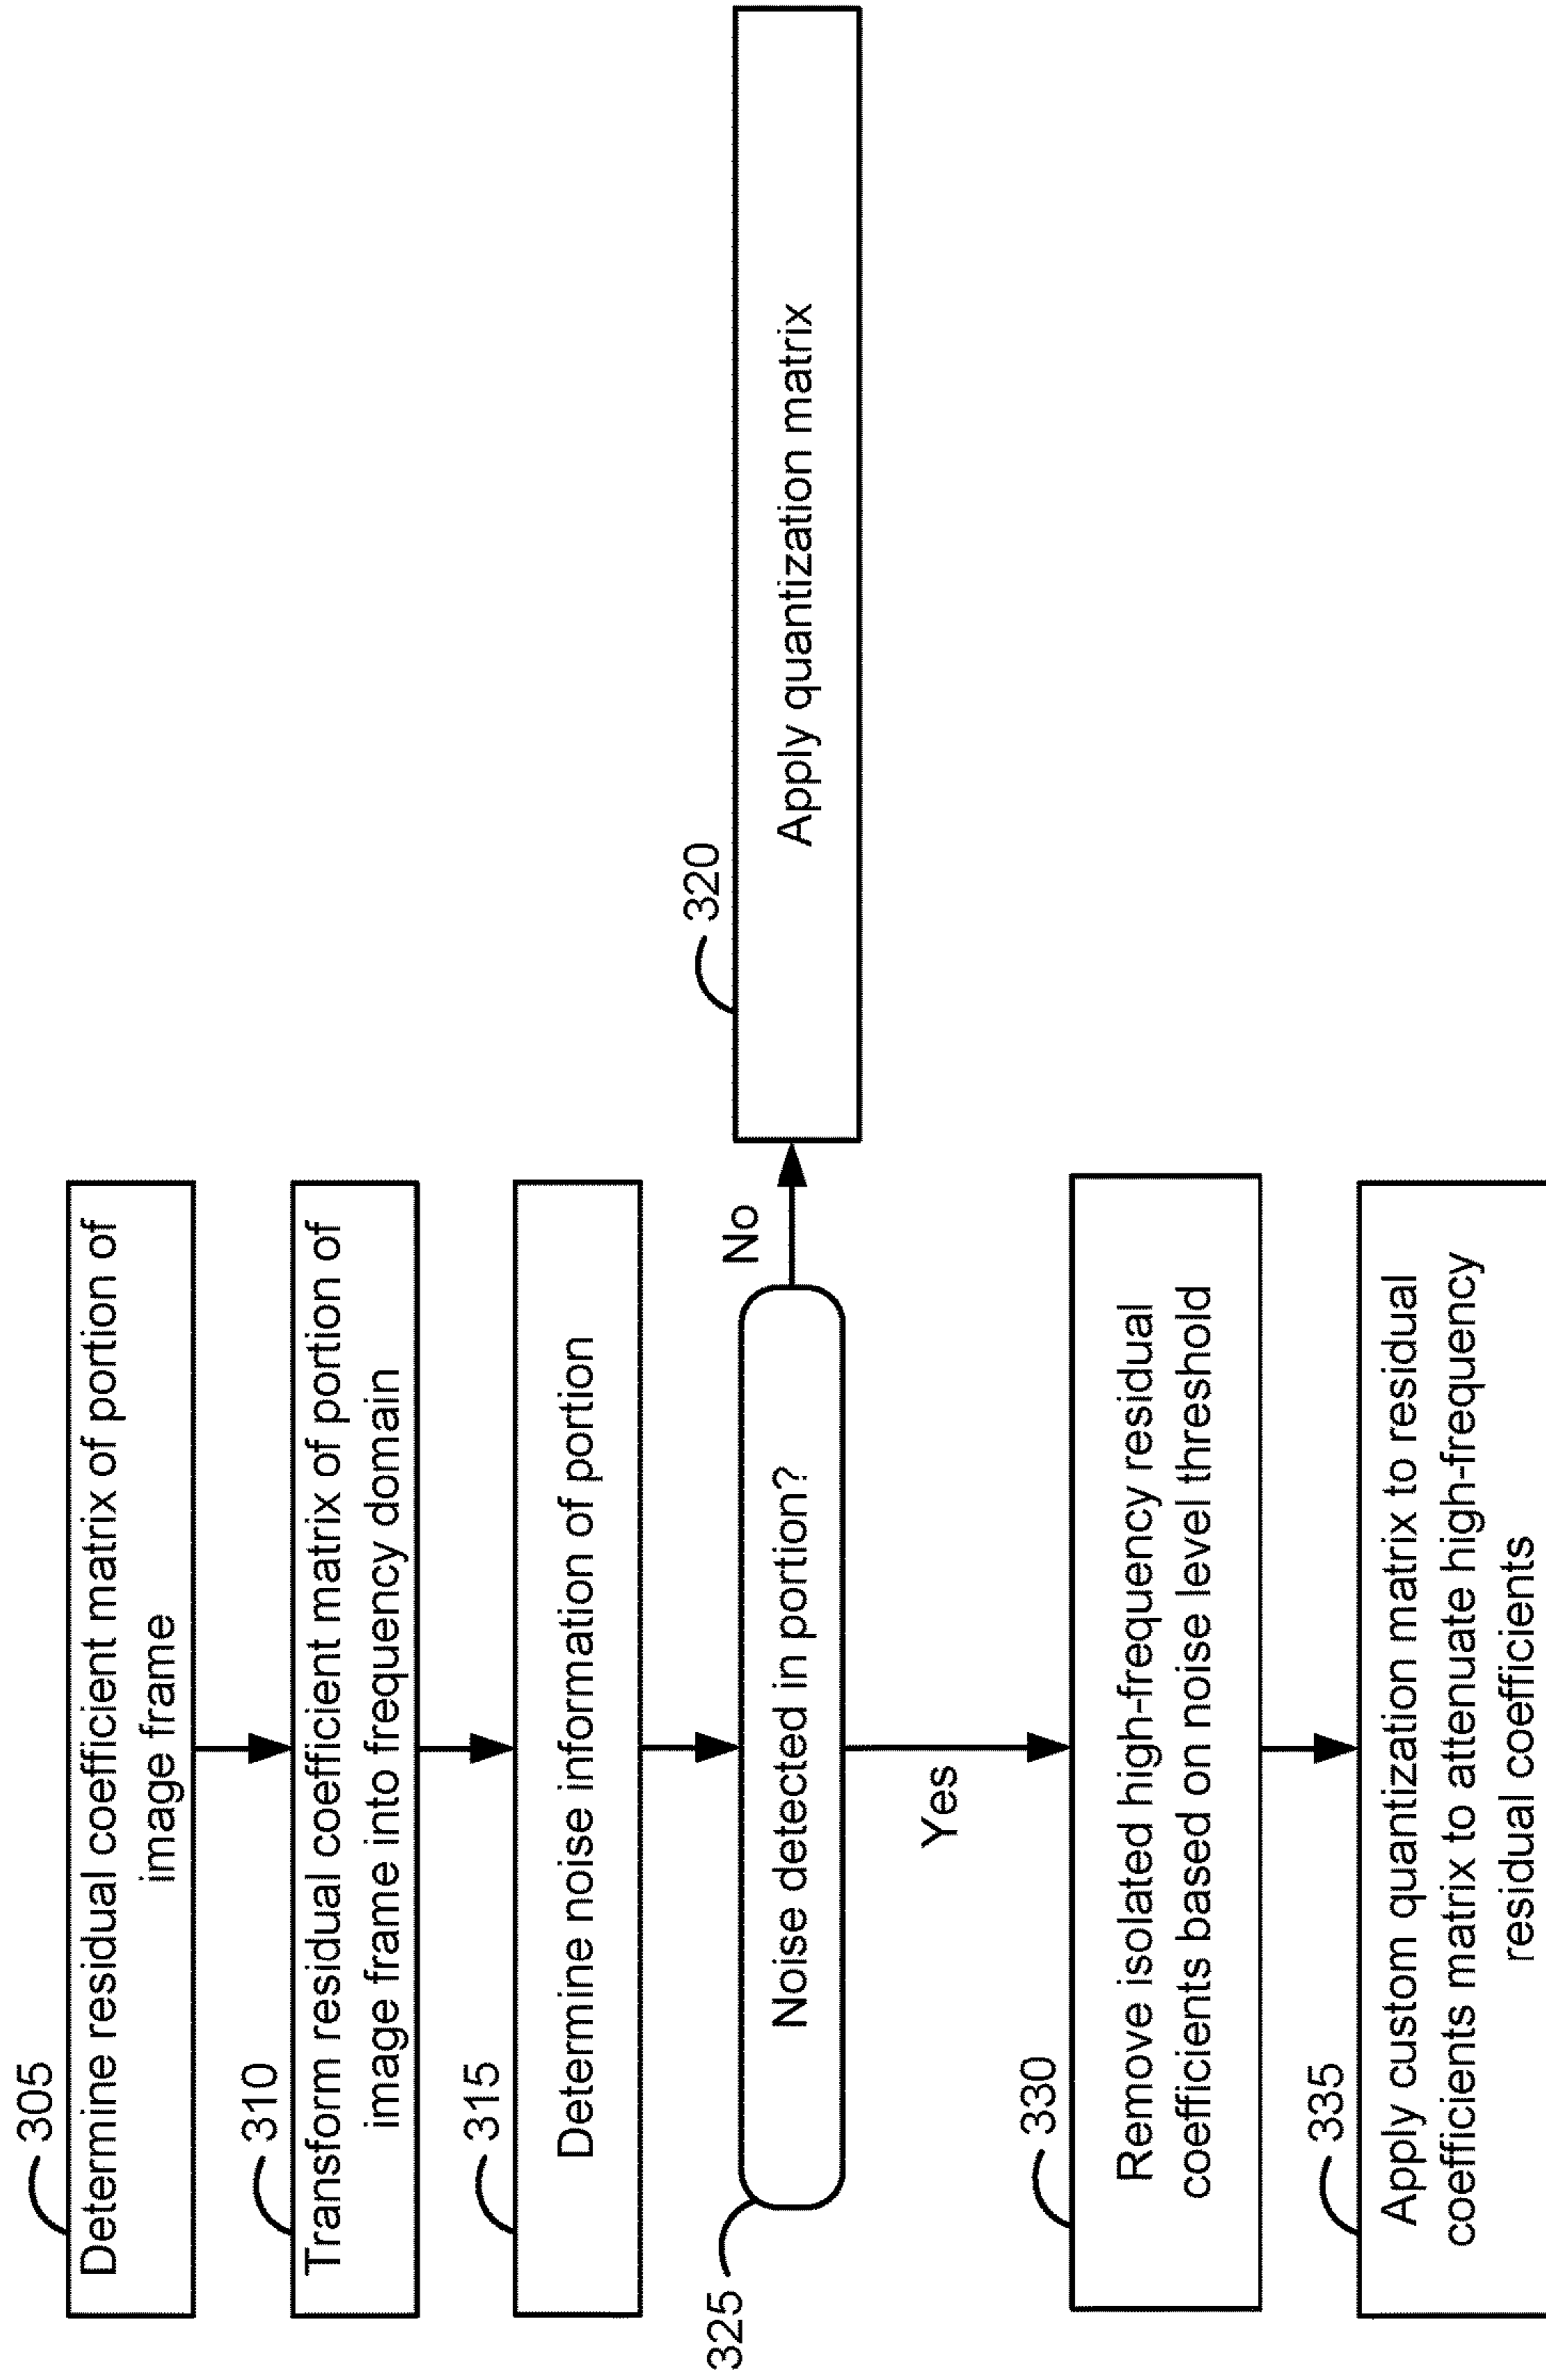 305
Determine residual coefficient matrix of portion of
image frame
310
Transform residual coefficient matrix of portion of
image frame into frequency domain
315
Determine noise information of portion
325
Noise detected in portion?
No
320
Apply quantization matrix
Yes
330
Remove isolated high-frequency residual
coefficients based on noise level threshold
335
Apply custom quantization matrix to residual
coefficients matrix to attenuate high-frequency
residual coefficients